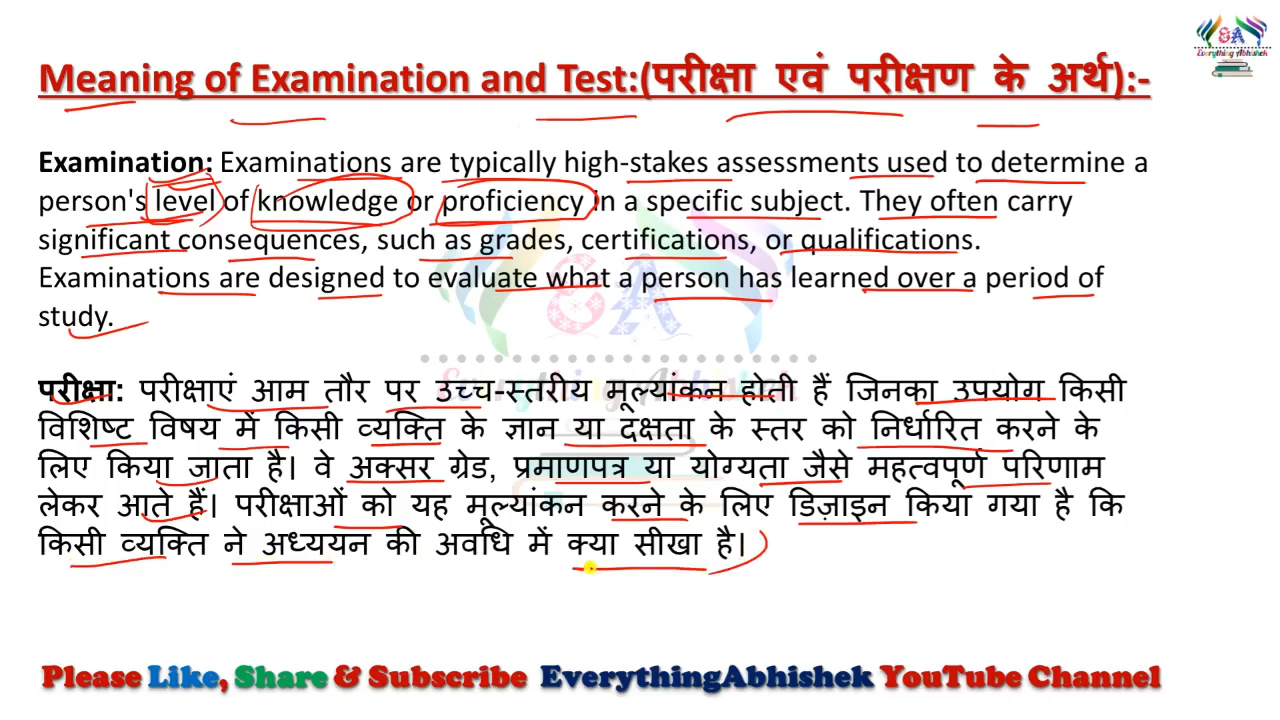 Meaning of Examination and Test:(परीक्षा एवं परीक्षण के अर्थ):-
Examination: Examinations are typically high-stakes assessments used to determine a
person's level of knowledge or proficiency in a specific subject. They often carry
significant consequences, such as grades, certifications, or qualifications.
Examinations are designed to evaluate what a person has learned over a period of
study.
परीक्षा: परीक्षाएं आम तौर पर उच्च-स्तरीय मूल्यांकन होती हैं जिनका उपयोग किसी
विशिष्ट विषय में किसी व्यक्ति के ज्ञान या दक्षता के स्तर को निर्धारित करने के
लिए किया जाता है। वे अक्सर ग्रेड, प्रमाणपत्र या योग्यता जैसे महत्वपूर्ण परिणाम
लेकर आते हैं। परीक्षाओं को यह मूल्यांकन करने के लिए डिज़ाइन किया गया है कि
किसी व्यक्ति ने अध्ययन की अवधि में क्या सीखा है।
Please Like, Share & Subscribe EverythingAbhishek YouTube Channel
&A
Everything Abhishek
&A
Everything Abhishek